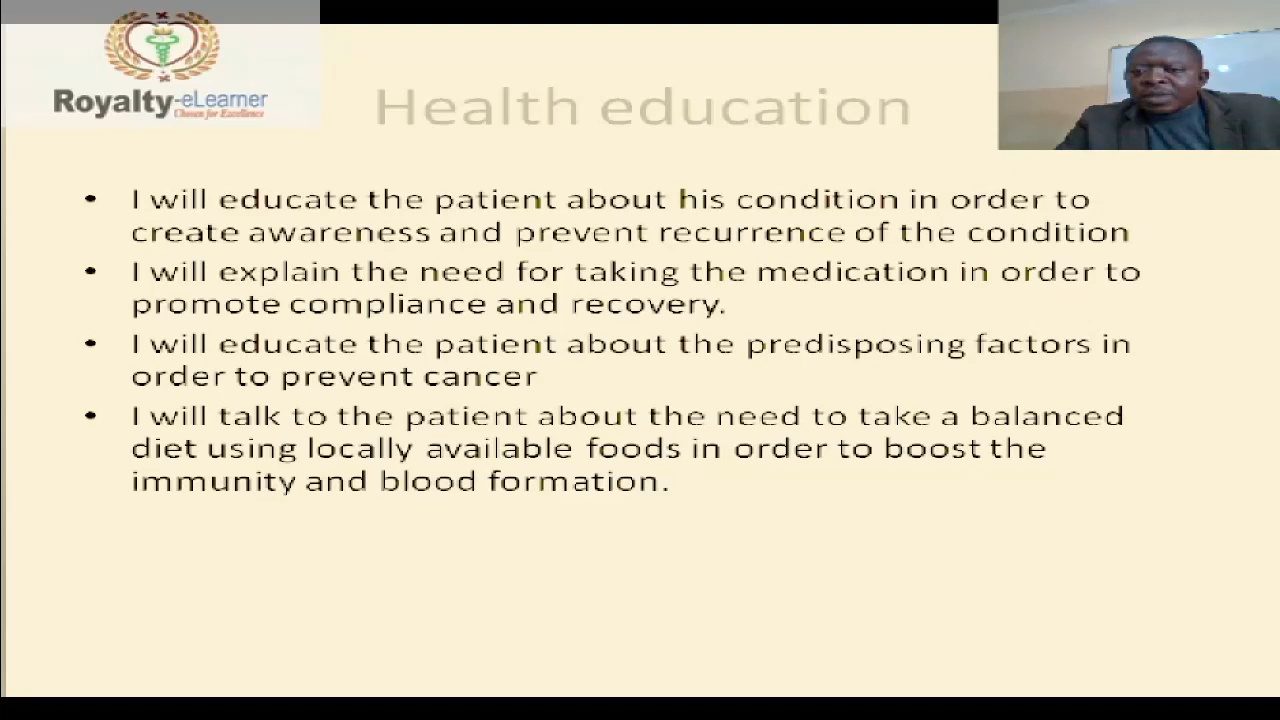 Royalty-eLearner
Chosen for Excellence
Health education
• I will educate the patient about his condition in order to
create awareness and prevent recurrence of the condition
• I will explain the need for taking the medication in order to
promote compliance and recovery.
• I will educate the patient about the predisposing factors in
order to prevent cancer
• I will talk to the patient about the need to take a balanced
diet using locally available foods in order to boost the
immunity and blood formation.